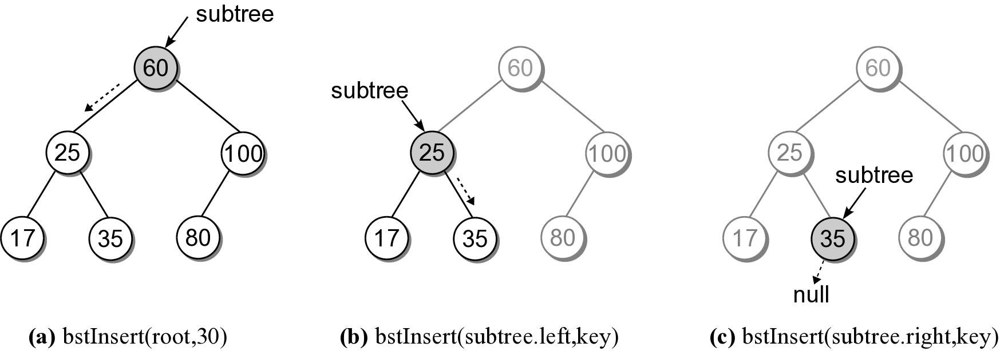 subtree
60
25
100
17
35
80
(a) bstInsert(root,30)
60
subtree
25
100
17
35
80
(b) bstInsert(subtree.left,key)
60
25
100
subtree
17
35
80
null
(c) bstInsert(subtree.right,key)